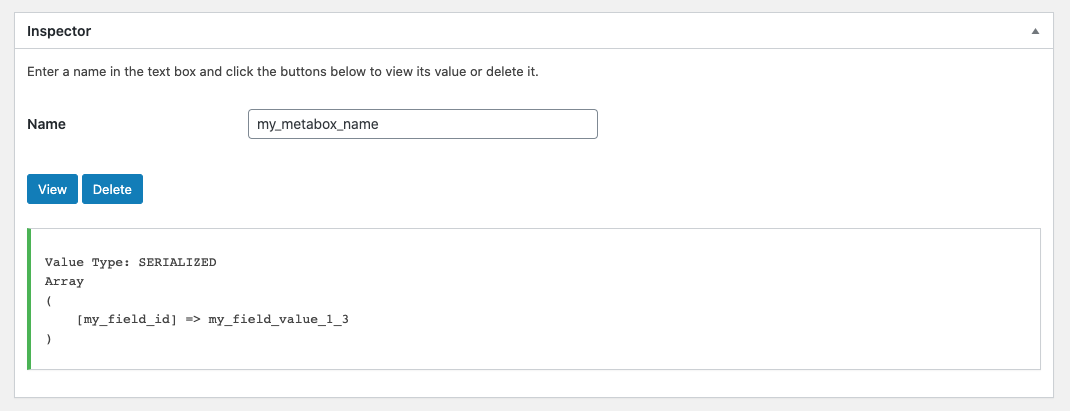 Inspector
Enter a name in the text box and click the buttons below to view its value or delete it.
Name
my_metabox_name
View Delete
Value Type: SERIALIZED
Array
(
    [my_field_id] => my_field_value_1_3
)